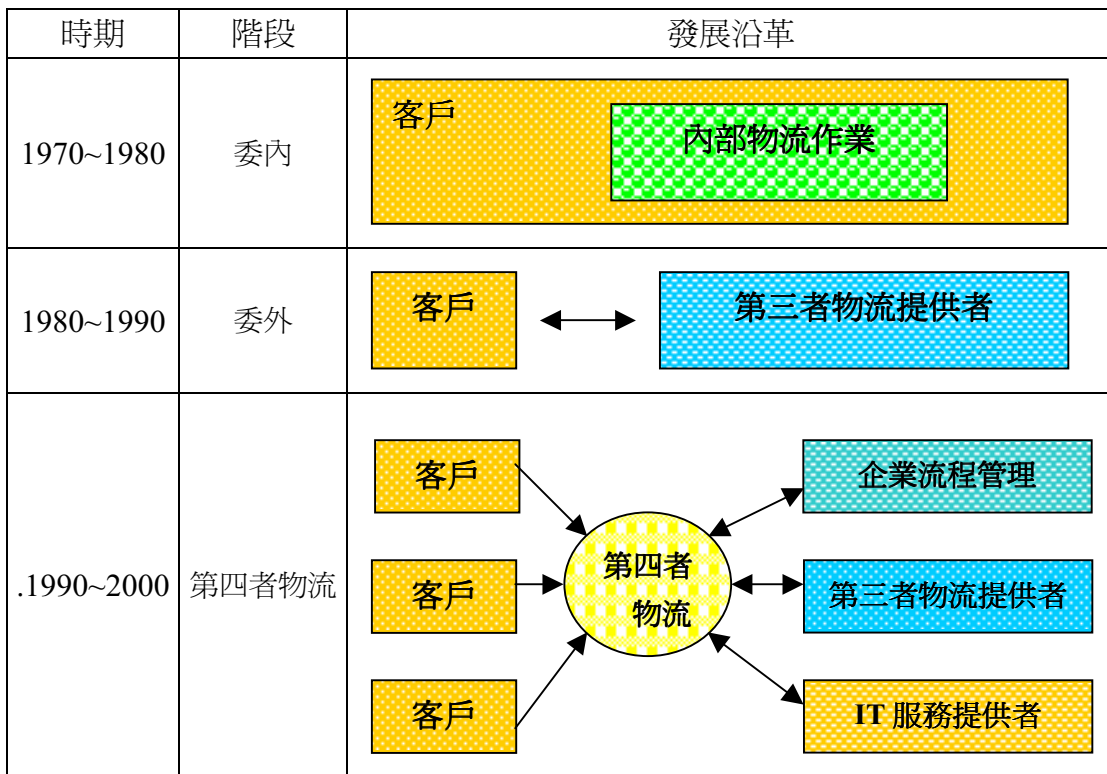 時期 階段 發展沿革
1970~1980 委內 客戶 內部物流作業
1980~1990 委外 客戶 第三者物流提供者
客戶 企業流程管理
.1990~2000 第四者物流 客戶 第四者 第三者物流提供者
物流
客戶 IT 服務提供者